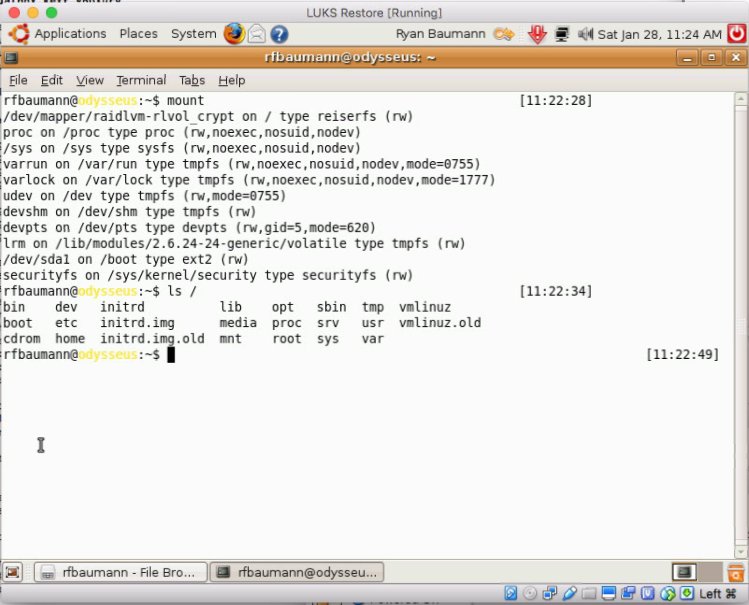 LUKS Restore [Running]
Applications Places System Ryan Baumann Sat Jan 28, 11:24 AM
rfbaumann@odysseus: ~
File Edit View Terminal Tabs Help
rfbaumann@odysseus:~$ mount [11:22:28]
/dev/mapper/raidlvm-rlvol_crypt on / type reiserfs (rw)
proc on /proc type proc (rw,noexec,nosuid,nodev)
/sys on /sys type sysfs (rw,noexec,nosuid,nodev)
varrun on /var/run type tmpfs (rw,noexec,nosuid,nodev,mode=0755)
varlock on /var/lock type tmpfs (rw,noexec,nosuid,nodev,mode=1777)
udev on /dev type tmpfs (rw,mode=0755)
devshm on /dev/shm type tmpfs (rw)
devpts on /dev/pts type devpts (rw,gid=5,mode=620)
lrm on /lib/modules/2.6.24-24-generic/volatile type tmpfs (rw)
/dev/sda1 on /boot type ext2 (rw)
securityfs on /sys/kernel/security type securityfs (rw)
rfbaumann@odysseus:~$ ls / [11:22:34]
bin dev initrd lib opt sbin tmp vmlinuz
boot etc initrd.img media proc srv usr vmlinuz.old
cdrom home initrd.img.old mnt root sys var
rfbaumann@odysseus:~$ [11:22:49]
rfbaumann - File Bro... rfbaumann@odysseu...
Left ⌘